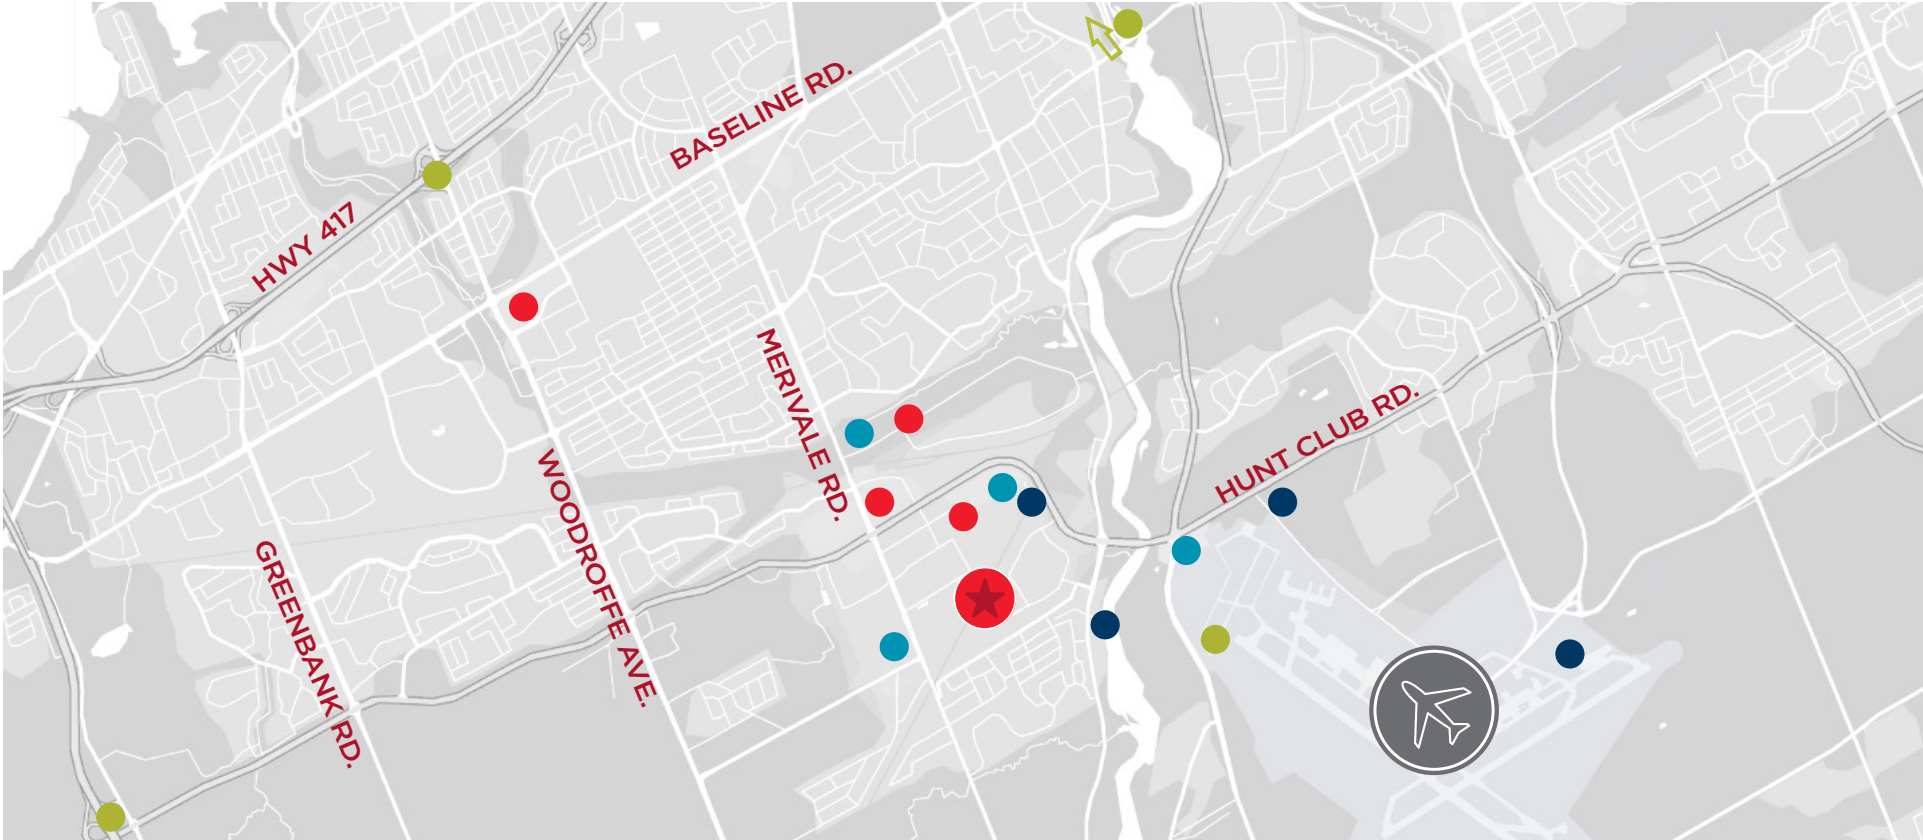 BASELINE RD.
HWY 417
MERIVALE RD.
HUNT CLUB RD.
WOODROFFE AVE.
GREENBANK RD.